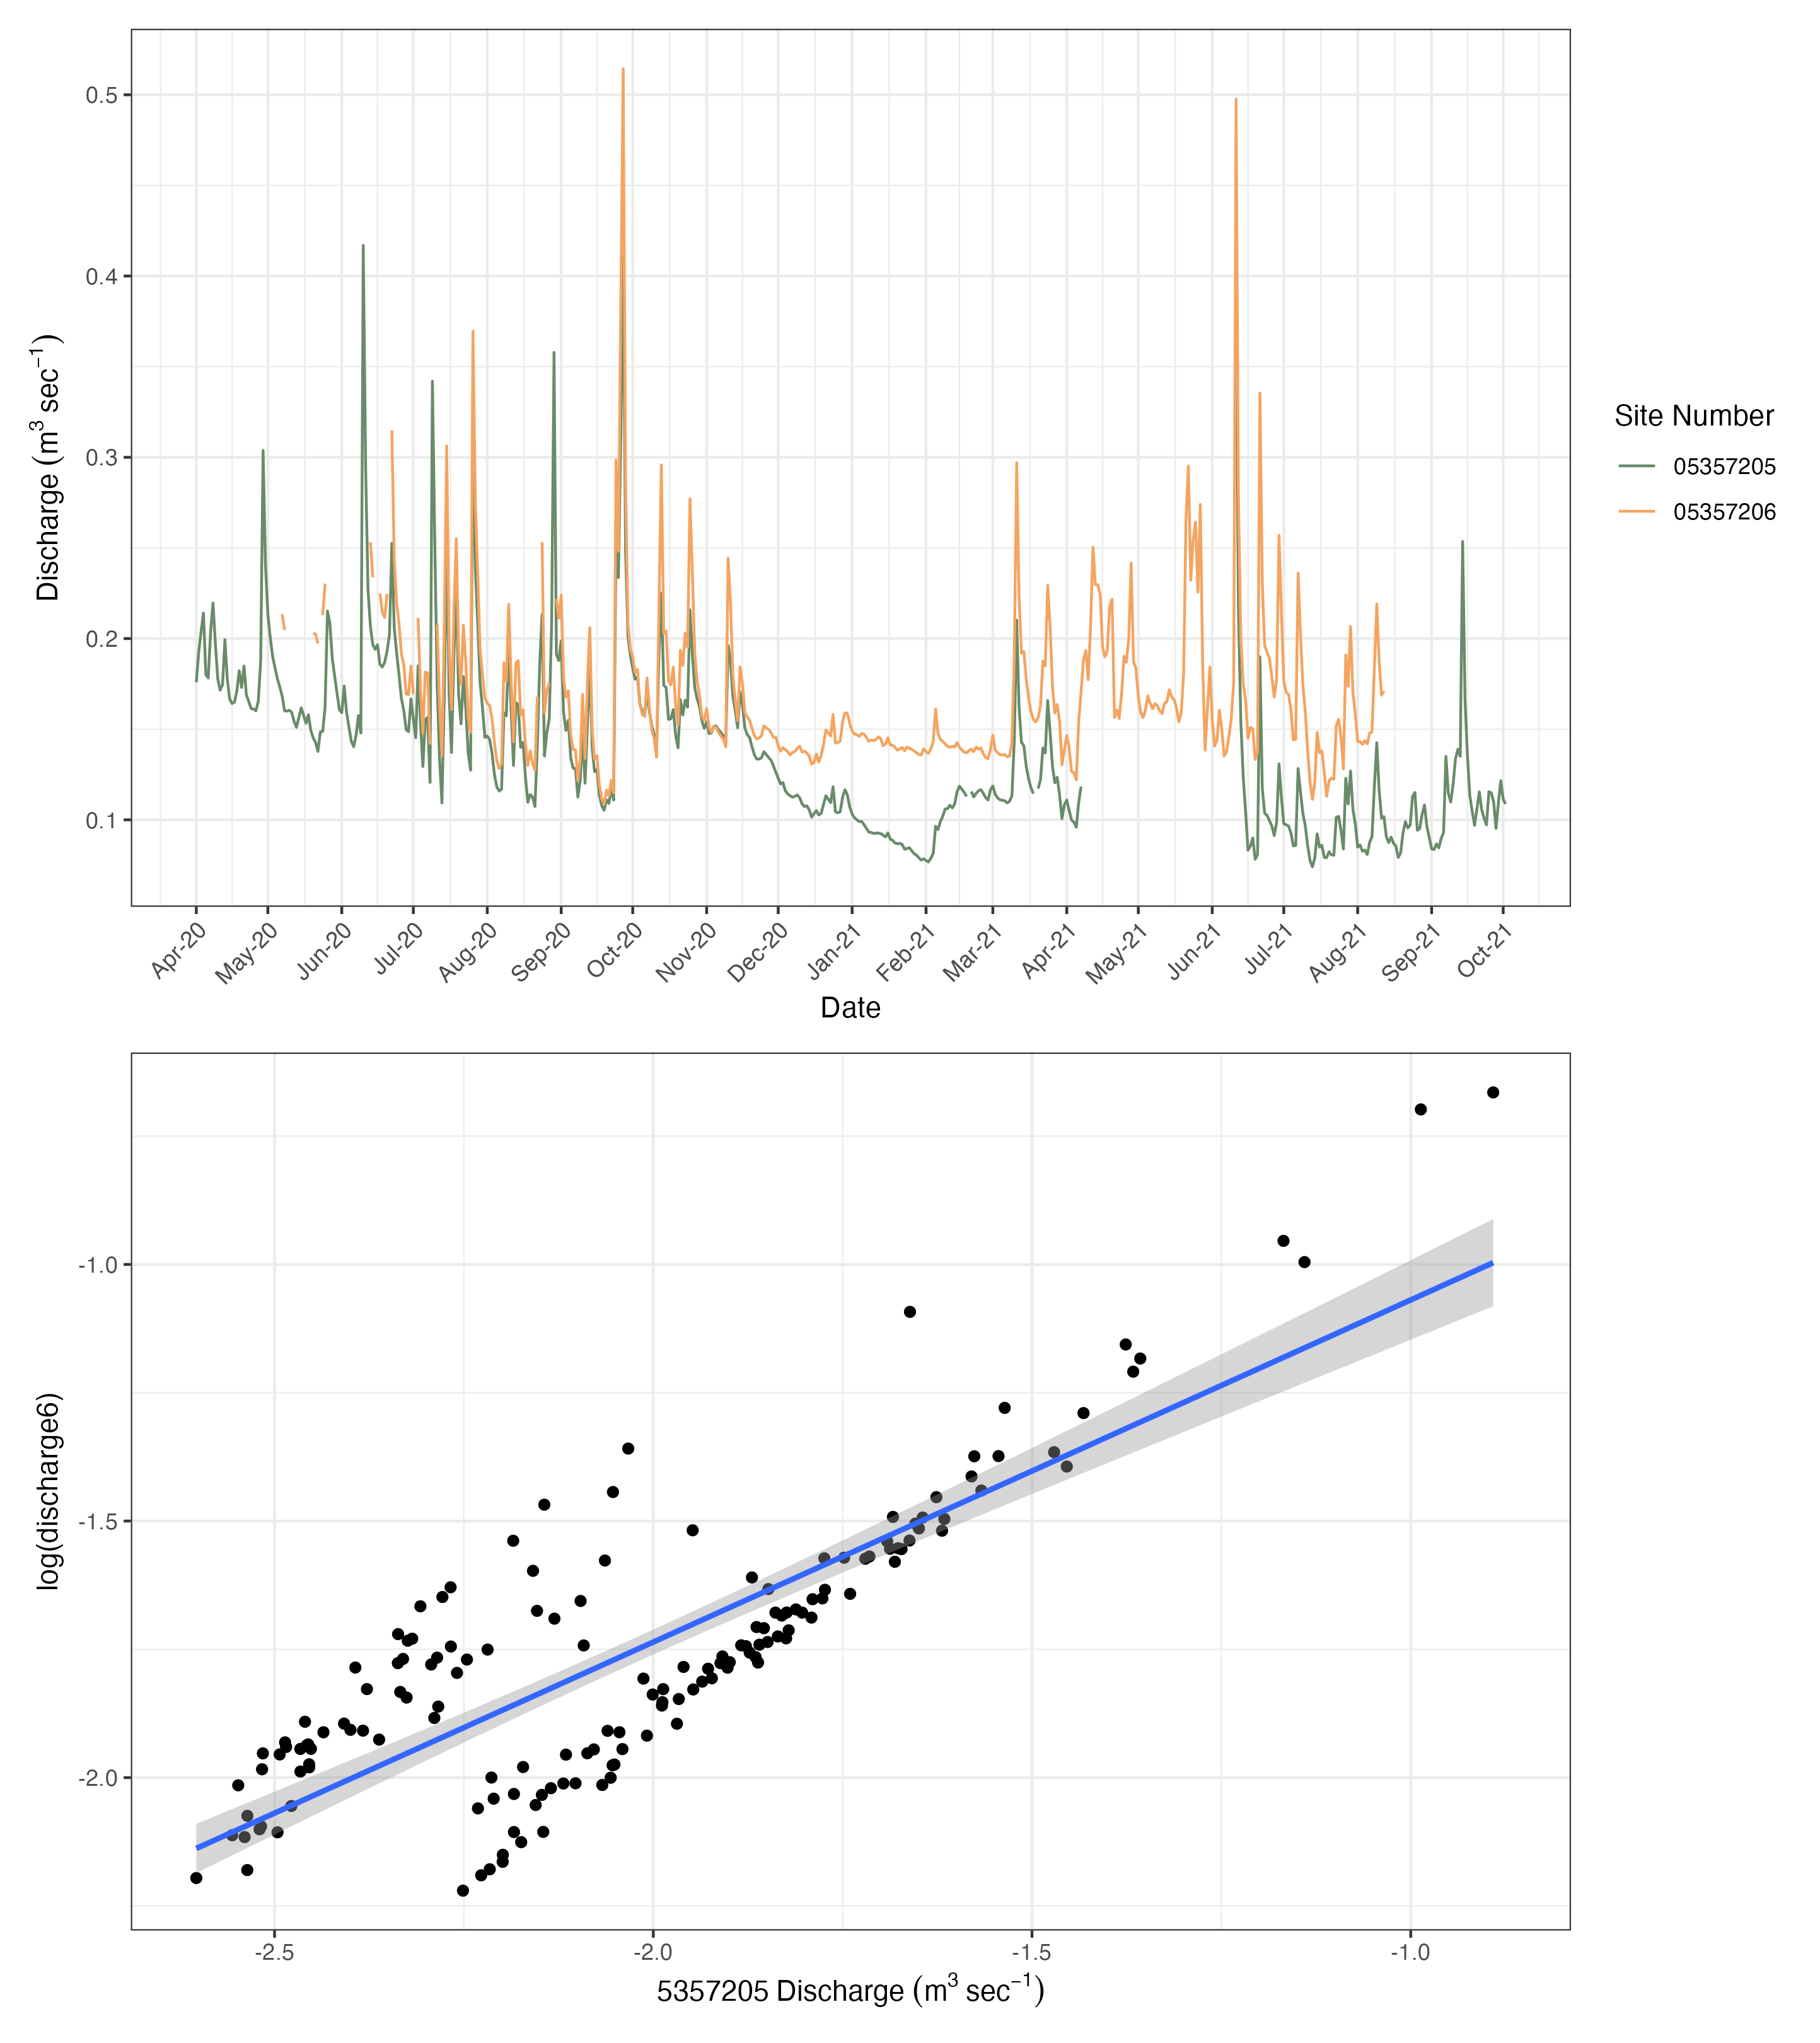 0.5
0.4
0.3
0.2
0.1
Discharge (m³ sec⁻¹)
Apr-20
May-20
Jun-20
Jul-20
Aug-20
Sep-20
Oct-20
Nov-20
Dec-20
Jan-21
Feb-21
Mar-21
Apr-21
May-21
Jun-21
Jul-21
Aug-21
Sep-21
Oct-21
Date
Site Number
05357205
05357206
-1.0
-1.5
-2.0
log(discharge6)
-2.5
-2.0
-1.5
-1.0
5357205 Discharge (m³ sec⁻¹)